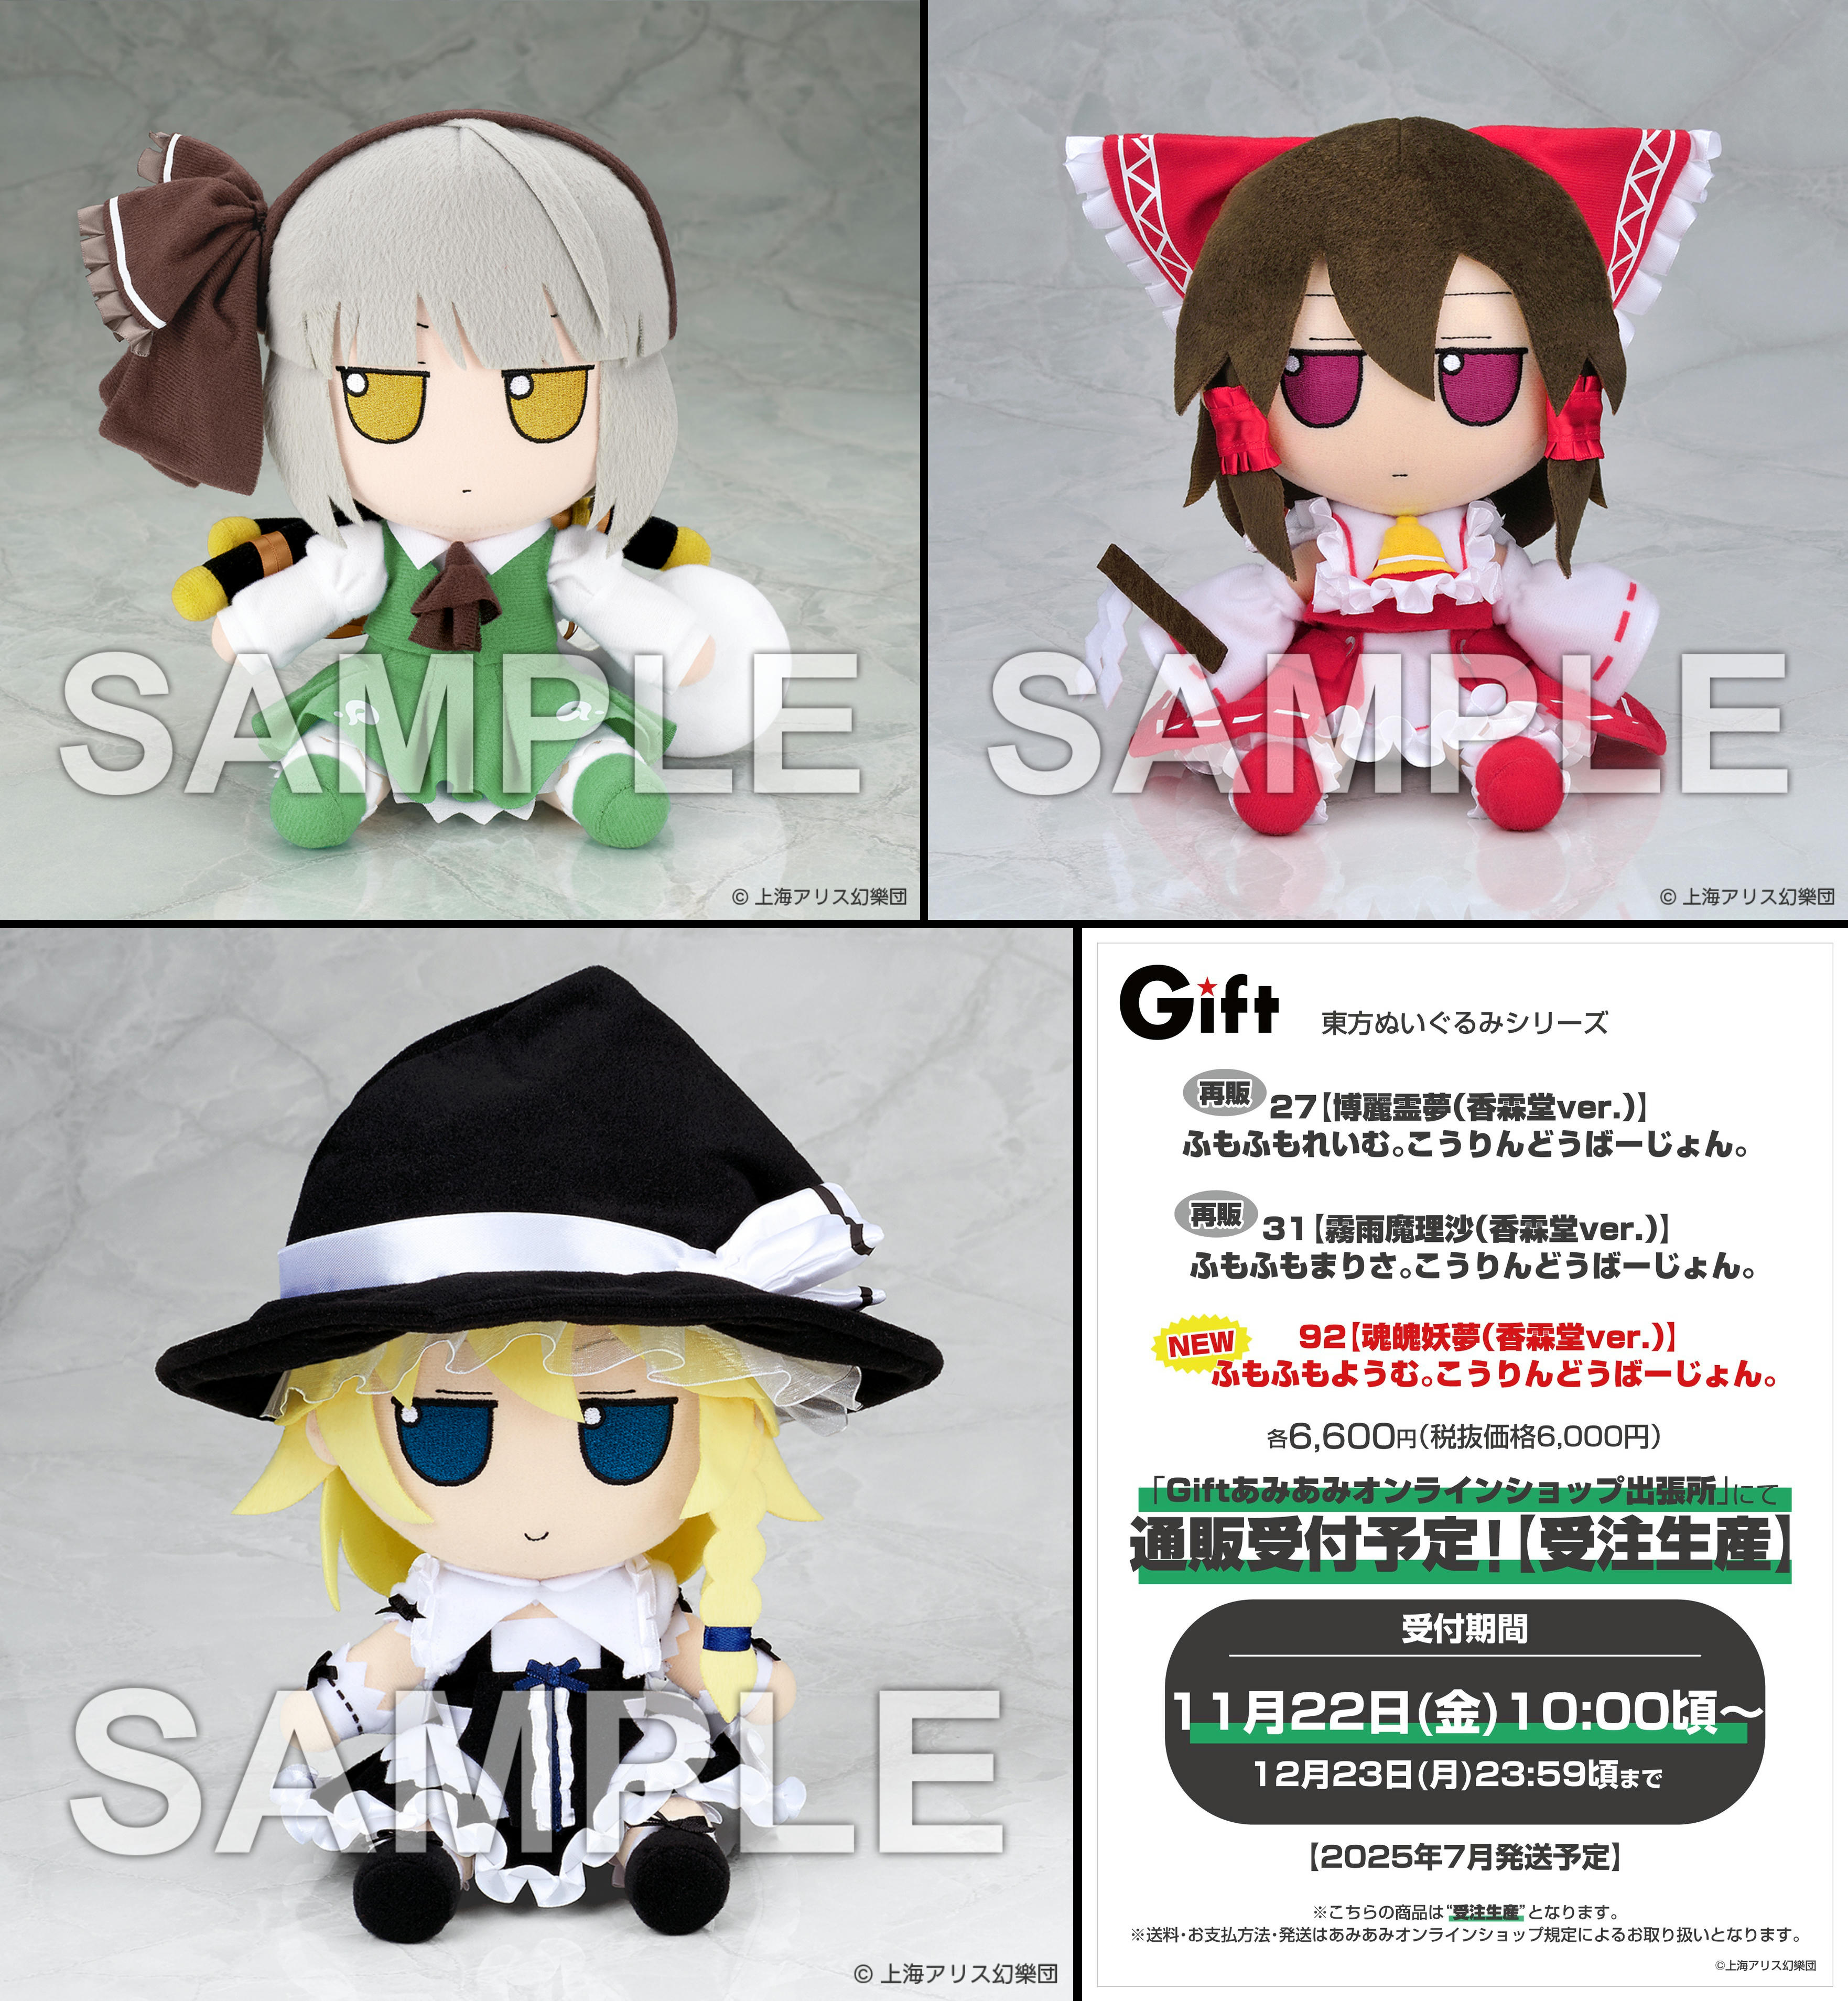 SAMPLE
© 上海アリス幻樂団
SAMPLE
© 上海アリス幻樂団
SAMPLE
© 上海アリス幻樂団
Gift 東方ぬいぐるみシリーズ
再販 27【博麗霊夢(香霖堂ver.)】
ふもふもれいむ。こうりんどうばーじょん。
再販 31【霧雨魔理沙(香霖堂ver.)】
ふもふもまりさ。こうりんどうばーじょん。
NEW 92【魂魄妖夢(香霖堂ver.)】
ふもふもようむ。こうりんどうばーじょん。
各6,600円(税抜価格6,000円)
「Giftあみあみオンラインショップ出張所」にて
通販受付予定!【受注生産】
受付期間
11月22日(金)10:00頃～
12月23日(月)23:59頃まで
【2025年7月発送予定】
※こちらの商品は“受注生産”となります。
※送料・お支払方法・発送はあみあみオンラインショップ規定によるお取り扱いとなります。
©上海アリス幻樂団